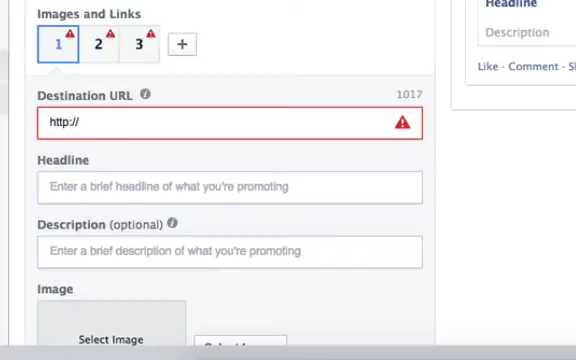 Images and Links
1 2 3 +
Destination URL
1017
http://
Headline
Enter a brief headline of what you're promoting
Description (optional)
Enter a brief description of what you're promoting
Image
Select Image
Headline
Description
Like · Comment ·